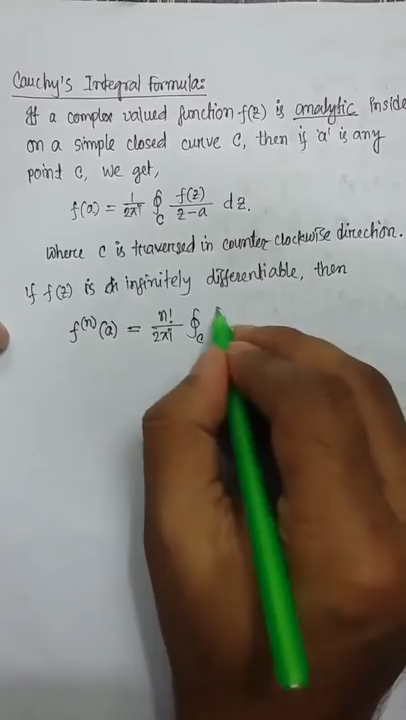 Cauchy's Integral Formula:
If a complex valued function f(z) is analytic inside
on a simple closed curve C, then if 'a' is any
point C, we get,
f(a) = 1/2πi ∮_C f(z)/z-a dz.
where C is traversed in counter clockwise direction.
if f(z) is infinitely differentiable, then
f^(n)(a) = n!/2πi ∮_C